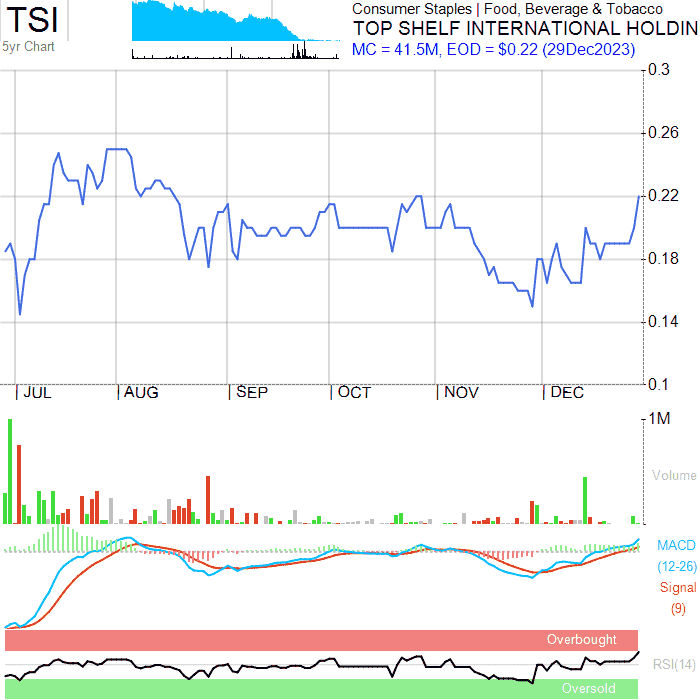 TSI
5yr Chart
Consumer Staples | Food, Beverage & Tobacco
TOP SHELF INTERNATIONAL HOLDIN
MC = 41.5M, EOD = $0.22 (29Dec2023)
0.3
0.26
0.22
0.18
0.14
0.1
JUL AUG SEP OCT NOV DEC
1M
Volume
MACD
(12-26)
Signal
(9)
Overbought
RSI(14)
Oversold